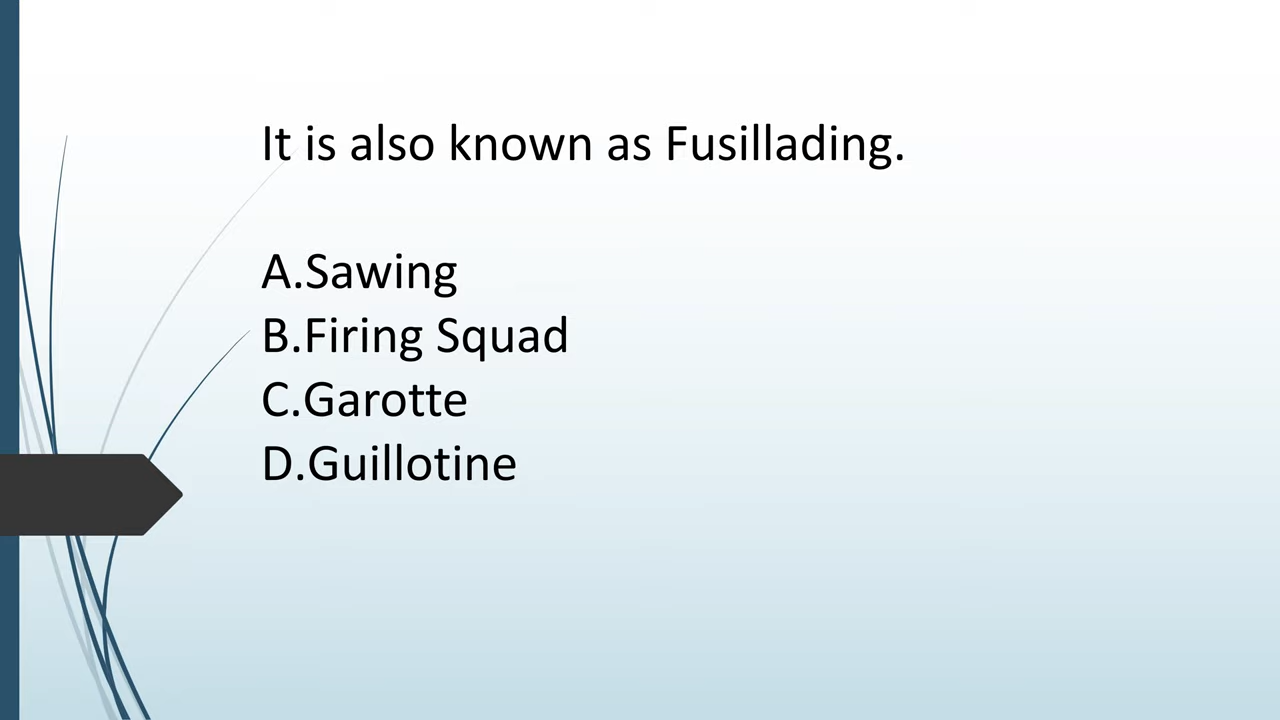 It is also known as Fusillading.
A.Sawing
B.Firing Squad
C.Garotte
D.Guillotine